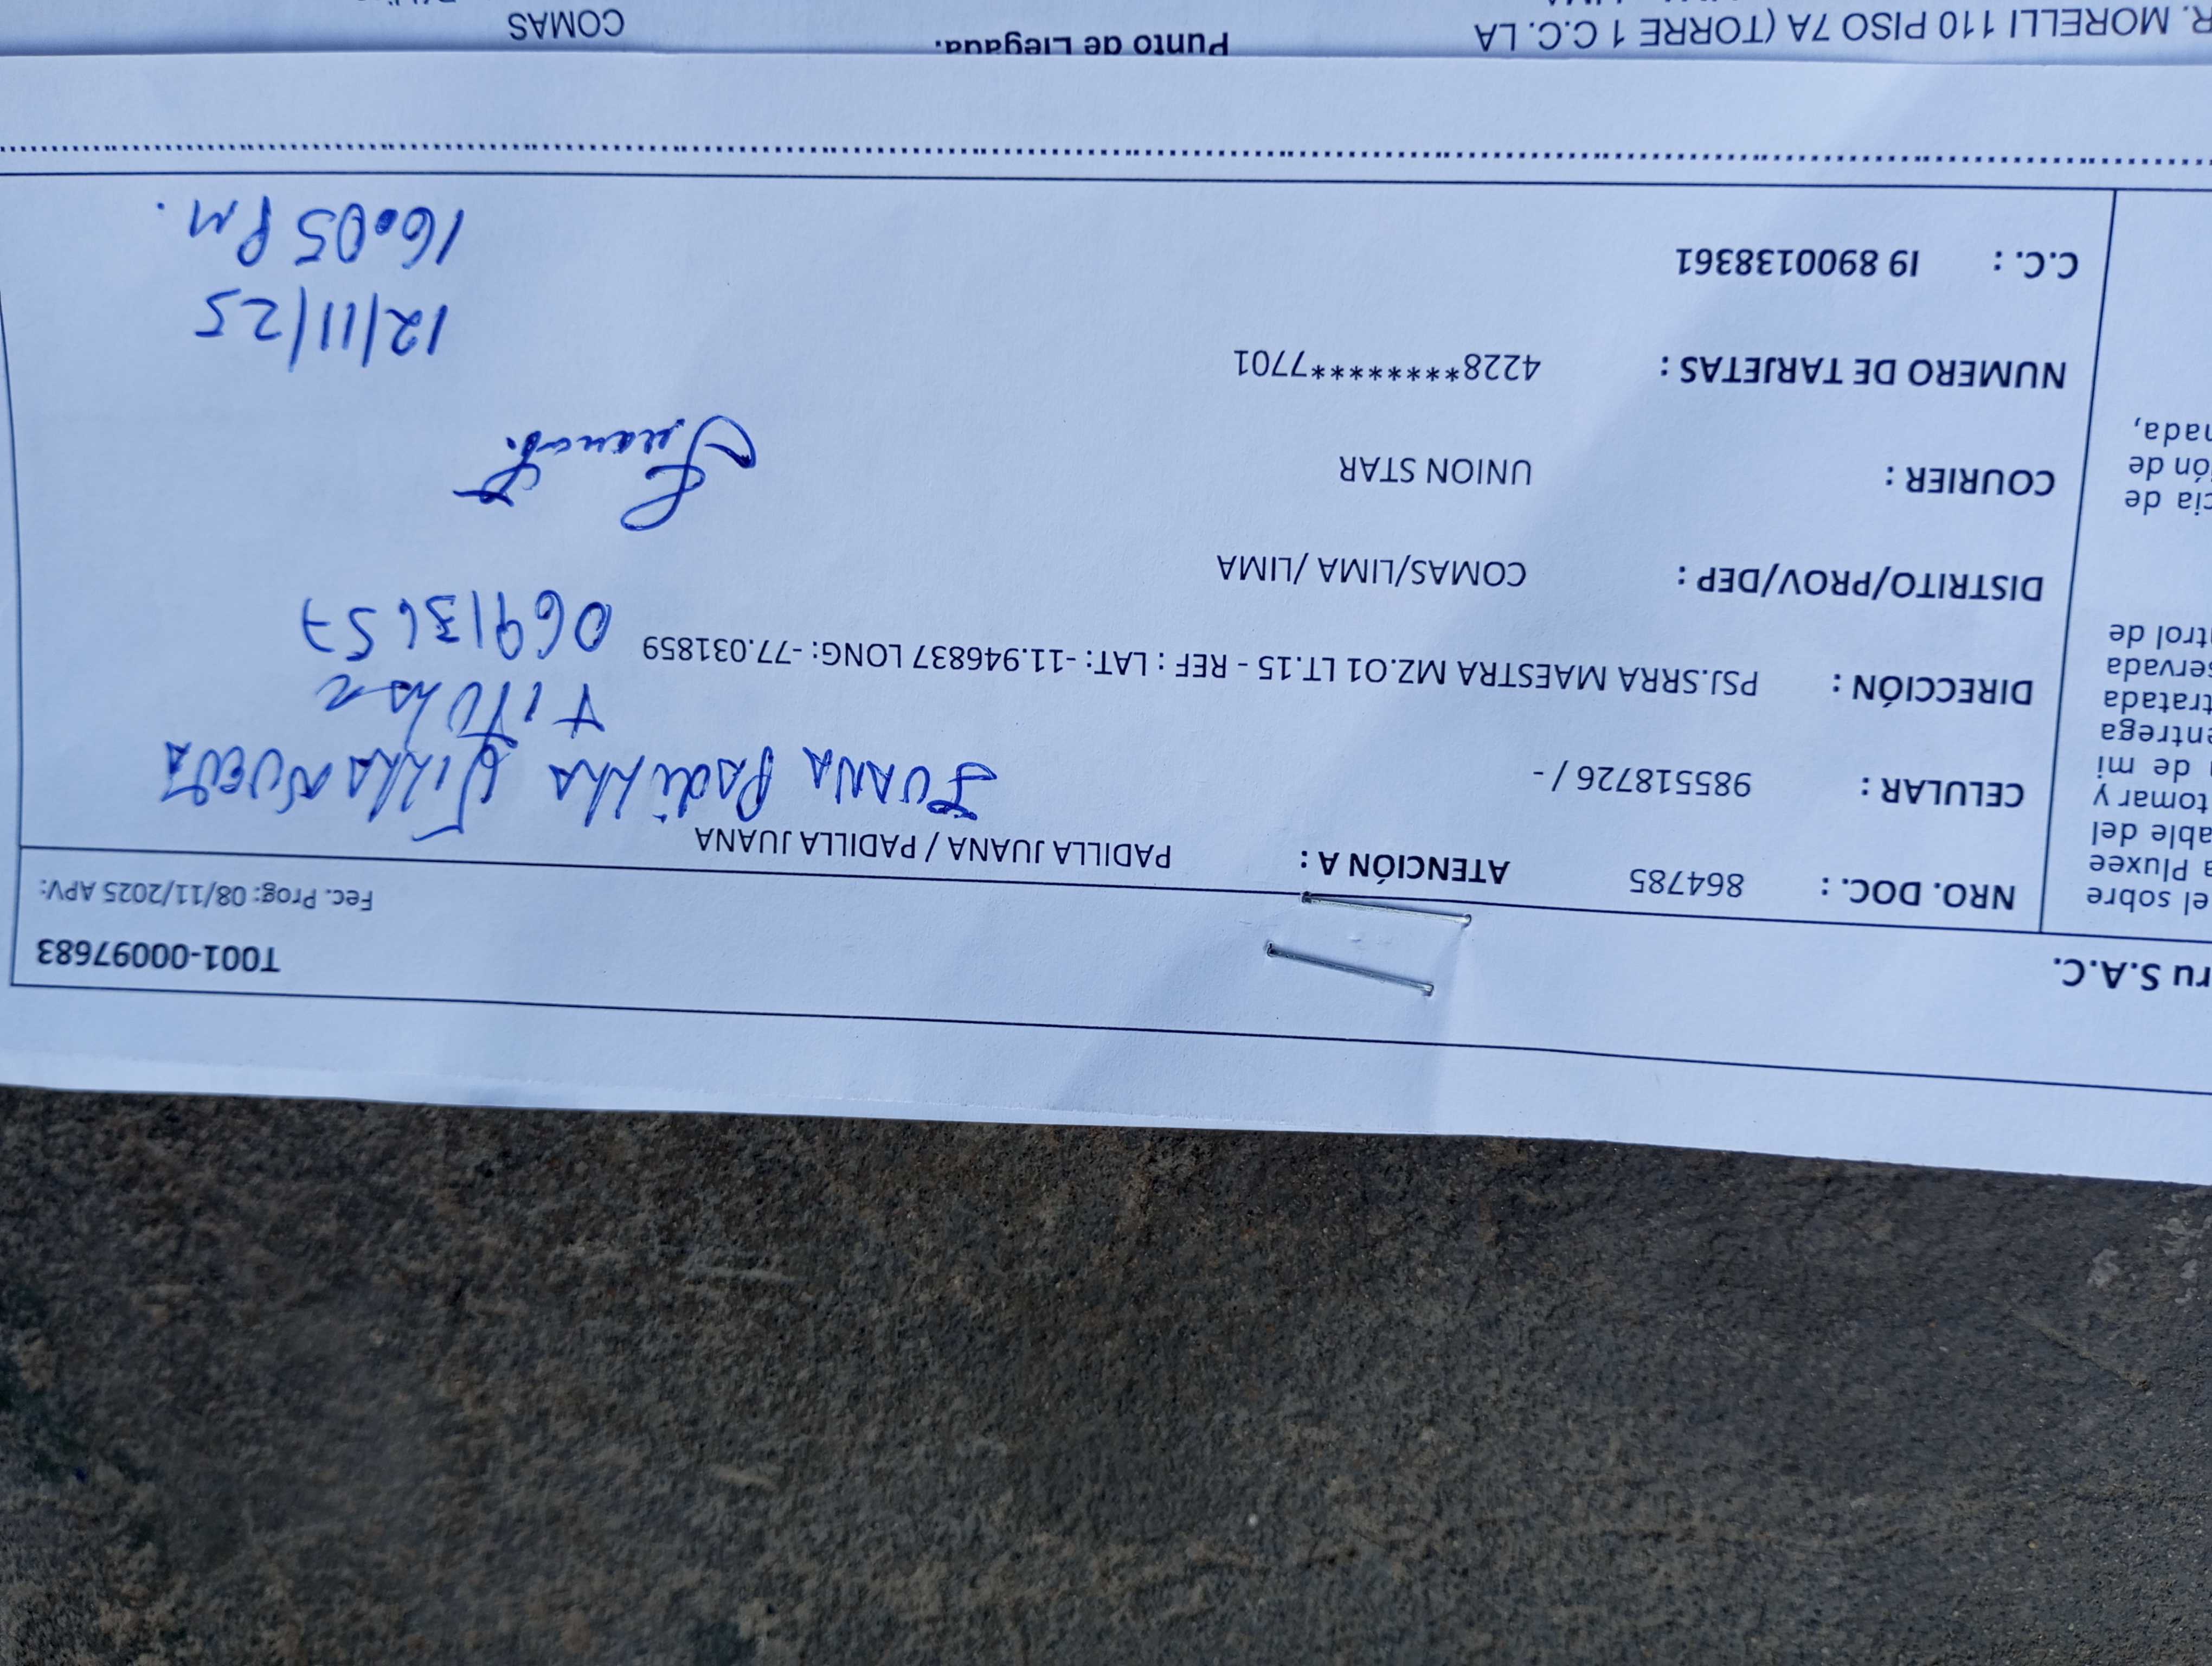 ru S.A.C.
T001-00097683
Fec. Prog: 08/11/2025 APV:
el sobre
a Pluxee
able del
tomar y
a de mi
entrega
tratada
servada
trol de
cia de
ón de
nada,
NRO. DOC. : 864785 ATENCIÓN A : PADILLA JUANA / PADILLA JUANA
CELULAR : 985518726 / -
JUANA Padilla Villanueva
Titular
DIRECCIÓN : PSJ.SRRA MAESTRA MZ.O1 LT.15 - REF : LAT: -11.946837 LONG: -77.031859
06913657
DISTRITO/PROV/DEP : COMAS/LIMA /LIMA
COURIER : UNION STAR
Juana
NUMERO DE TARJETAS : 4228*********7701
12/11/25
C.C. : I9 8900138361
16:05 PM.
R. MORELLI 110 PISO 7A (TORRE 1 C.C. LA
Punto de Llegada.
COMAS